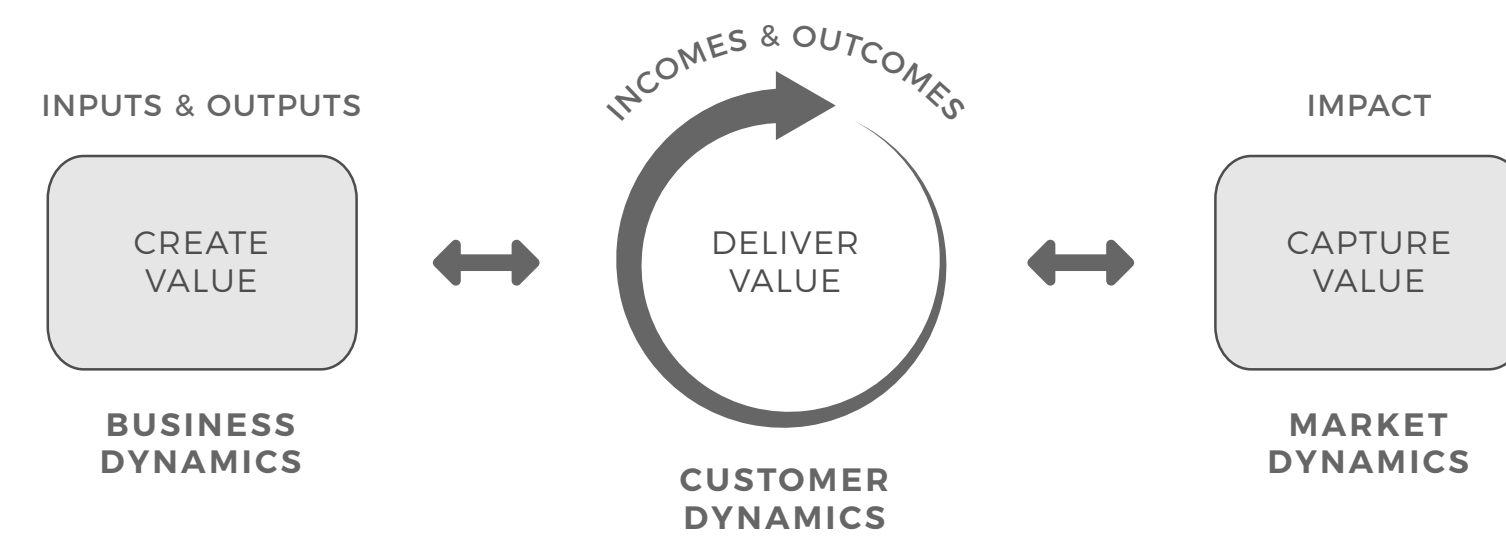 INPUTS & OUTPUTS
CREATE
VALUE
BUSINESS
DYNAMICS
INCOMES & OUTCOMES
DELIVER
VALUE
CUSTOMER
DYNAMICS
IMPACT
CAPTURE
VALUE
MARKET
DYNAMICS